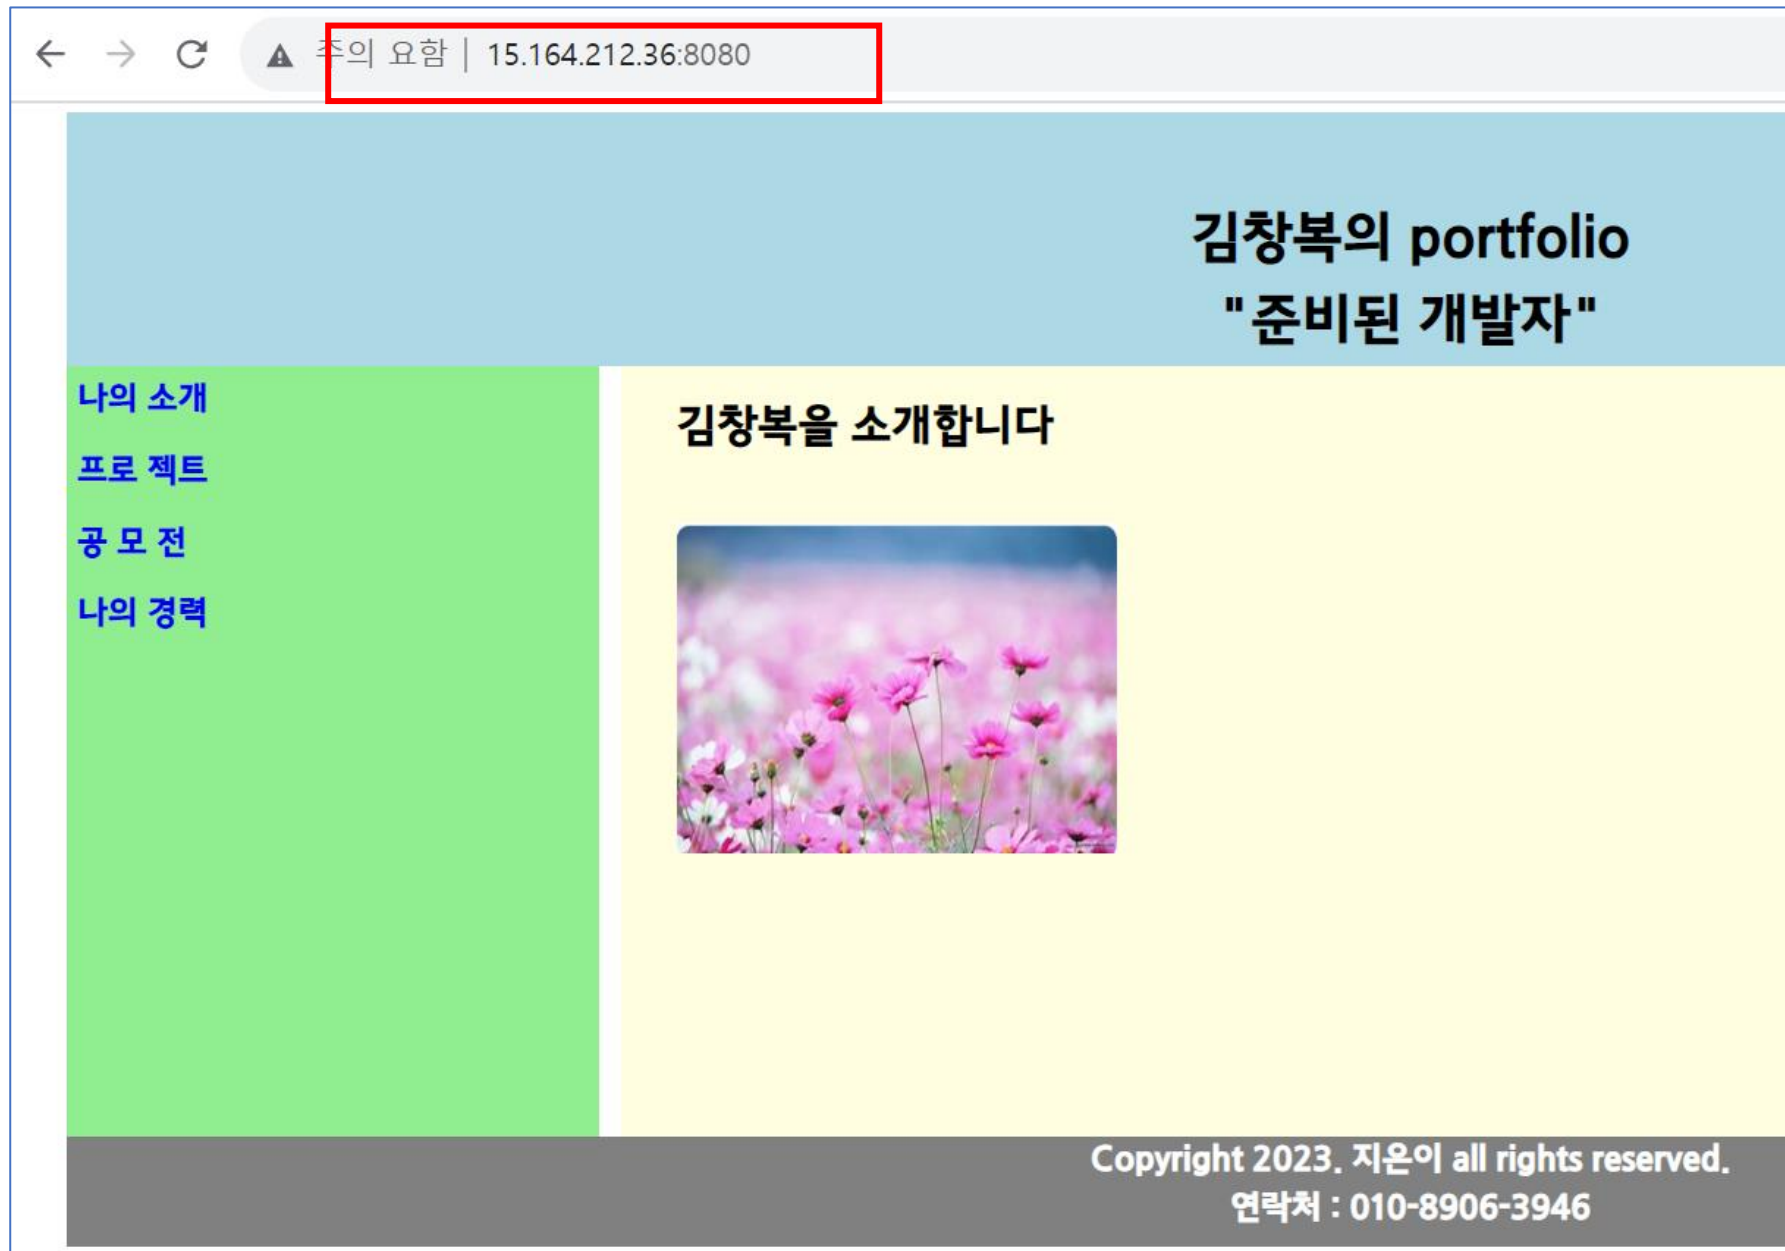 주의 요함 | 15.164.212.36:8080
김창복의 portfolio
"준비된 개발자"
나의 소개
프로 젝트
공 모 전
나의 경력
김창복을 소개합니다
Copyright 2023. 지은이 all rights reserved.
연락처 : 010-8906-3946